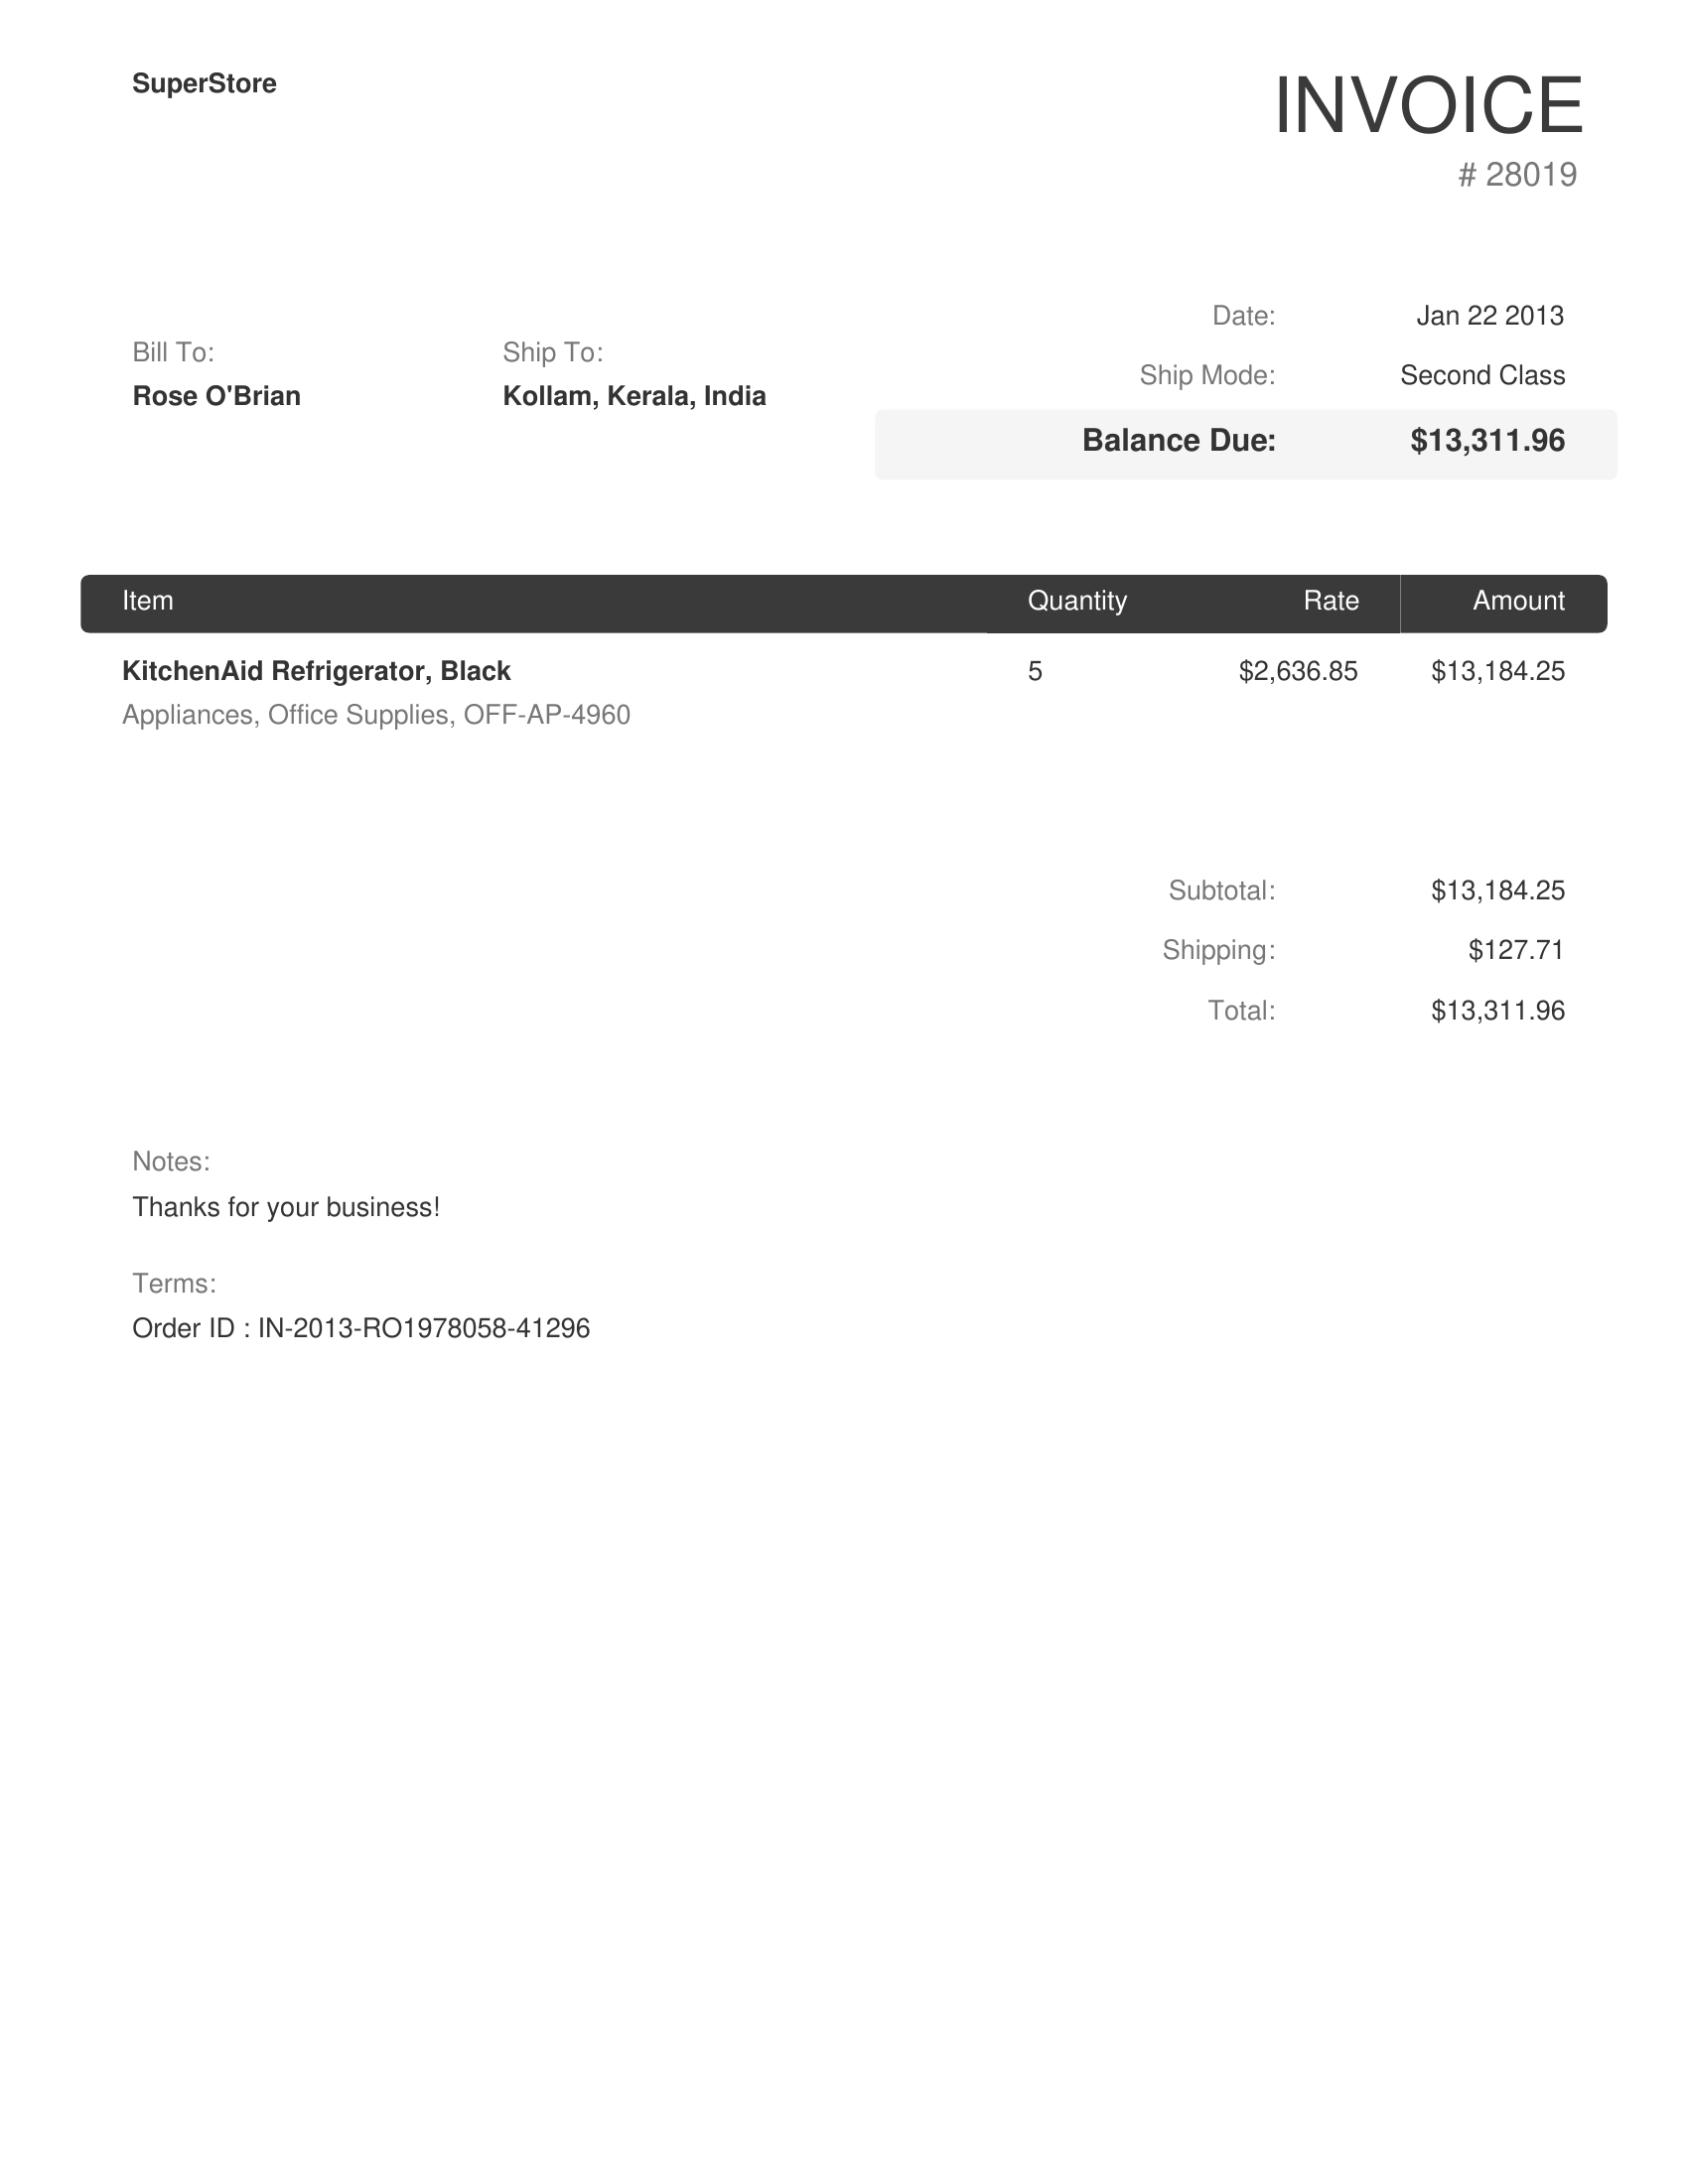 SuperStore
INVOICE
# 28019
Date: Jan 22 2013
Ship Mode: Second Class
Balance Due: $13,311.96
Bill To:
Rose O'Brian
Ship To:
Kollam, Kerala, India
Item Quantity Rate Amount
KitchenAid Refrigerator, Black 5 $2,636.85 $13,184.25
Appliances, Office Supplies, OFF-AP-4960
Subtotal: $13,184.25
Shipping: $127.71
Total: $13,311.96
Notes:
Thanks for your business!
Terms:
Order ID : IN-2013-RO1978058-41296